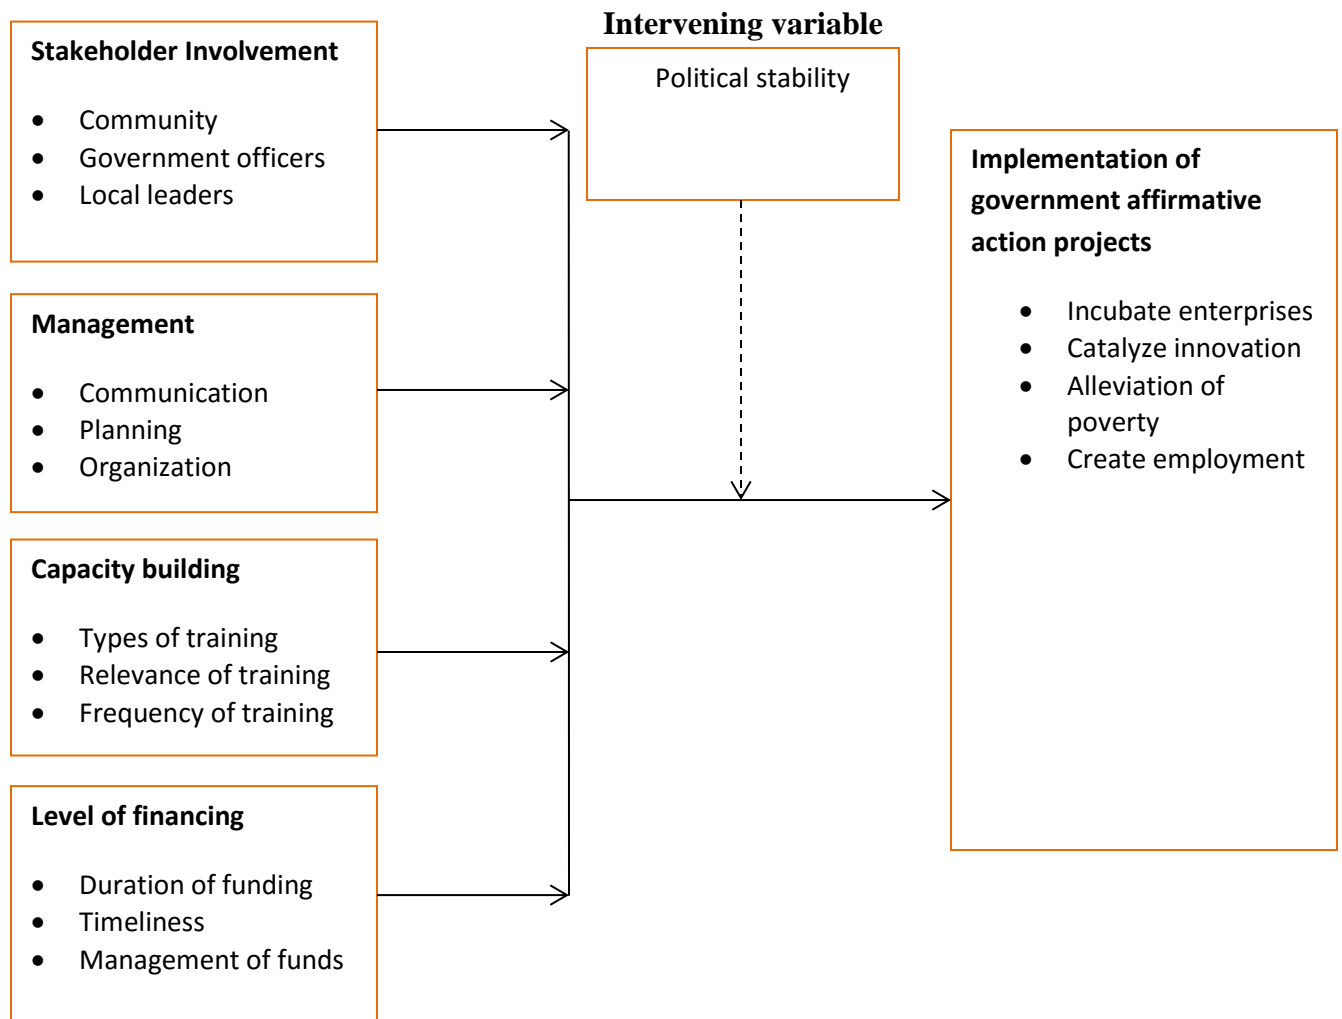 Stakeholder Involvement
• Community
• Government officers
• Local leaders
Management
• Communication
• Planning
• Organization
Capacity building
• Types of training
• Relevance of training
• Frequency of training
Level of financing
• Duration of funding
• Timeliness
• Management of funds
Intervening variable
Political stability
Implementation of
government affirmative
action projects
• Incubate enterprises
• Catalyze innovation
• Alleviation of
poverty
• Create employment